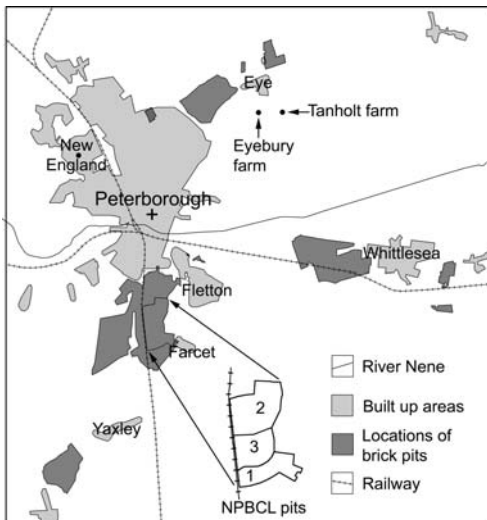 Eye
Tanholt farm
Eyebury
farm
New
England
Peterborough
Whittlesea
Fletton
Farcet
Yaxley
2
3
1
NPBCL pits
River Nene
Built up areas
Locations of
brick pits
Railway